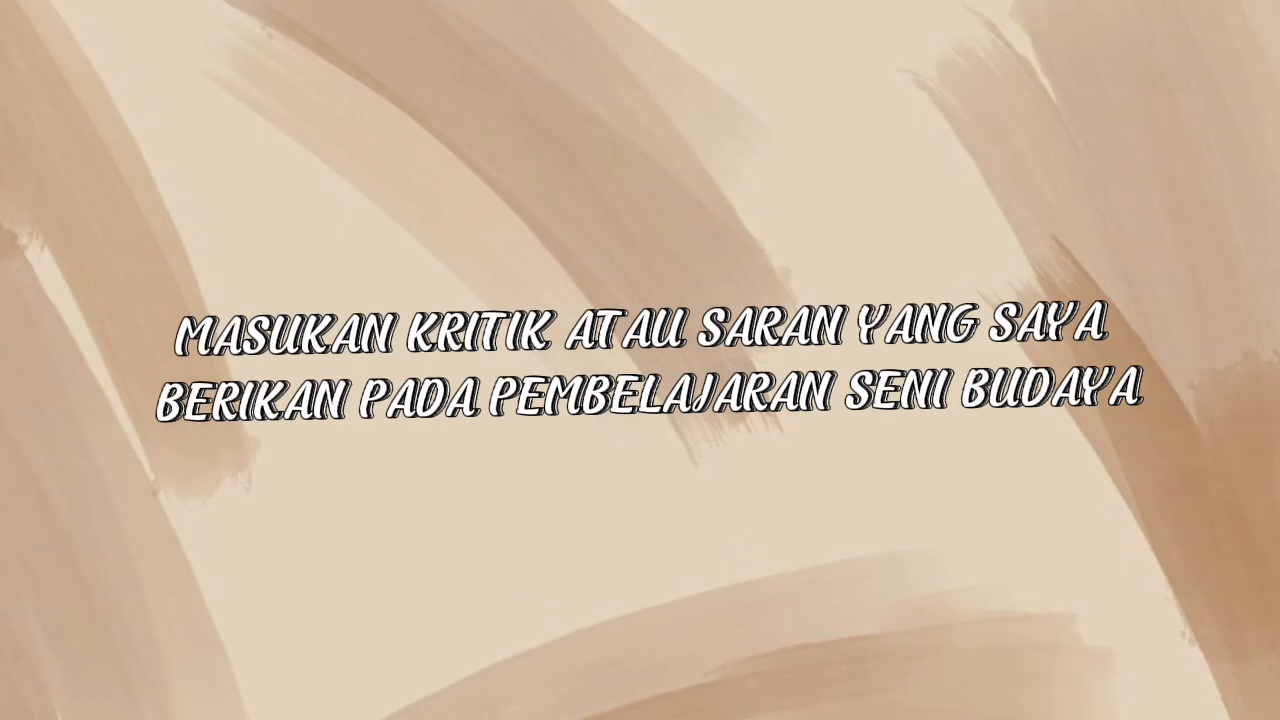 MASUKAN KRITIK ATAU SARAN YANG SAYA
BERIKAN PADA PEMBELAJARAN SENI BUDAYA